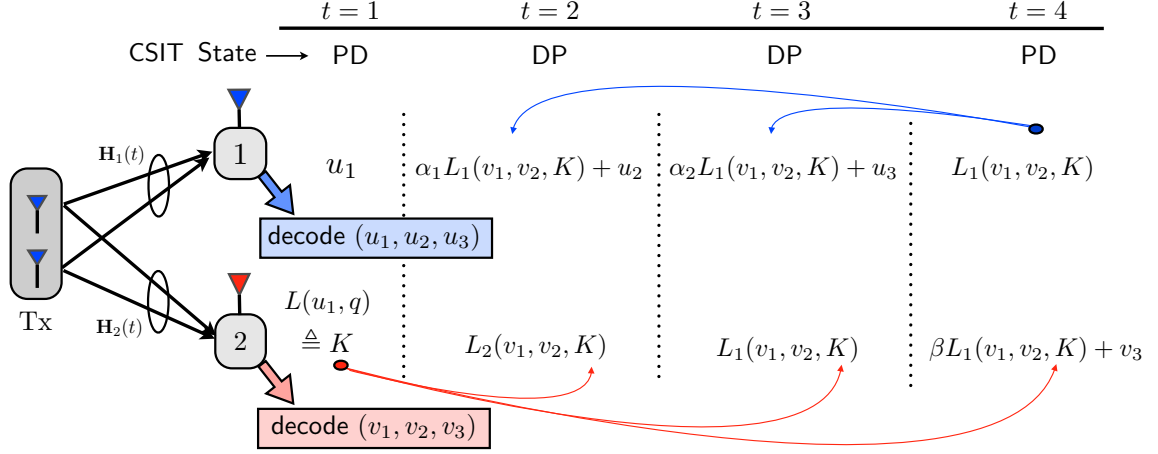 t = 1 t = 2 t = 3 t = 4
CSIT State → PD DP DP PD
H₁(t)
1
u₁ α₁L₁(v₁, v₂, K) + u₂ α₂L₁(v₁, v₂, K) + u₃ L₁(v₁, v₂, K)
decode (u₁, u₂, u₃)
Tx
H₂(t)
2
L(u₁, q)
≜ K L₂(v₁, v₂, K) L₁(v₁, v₂, K) βL₁(v₁, v₂, K) + v₃
decode (v₁, v₂, v₃)